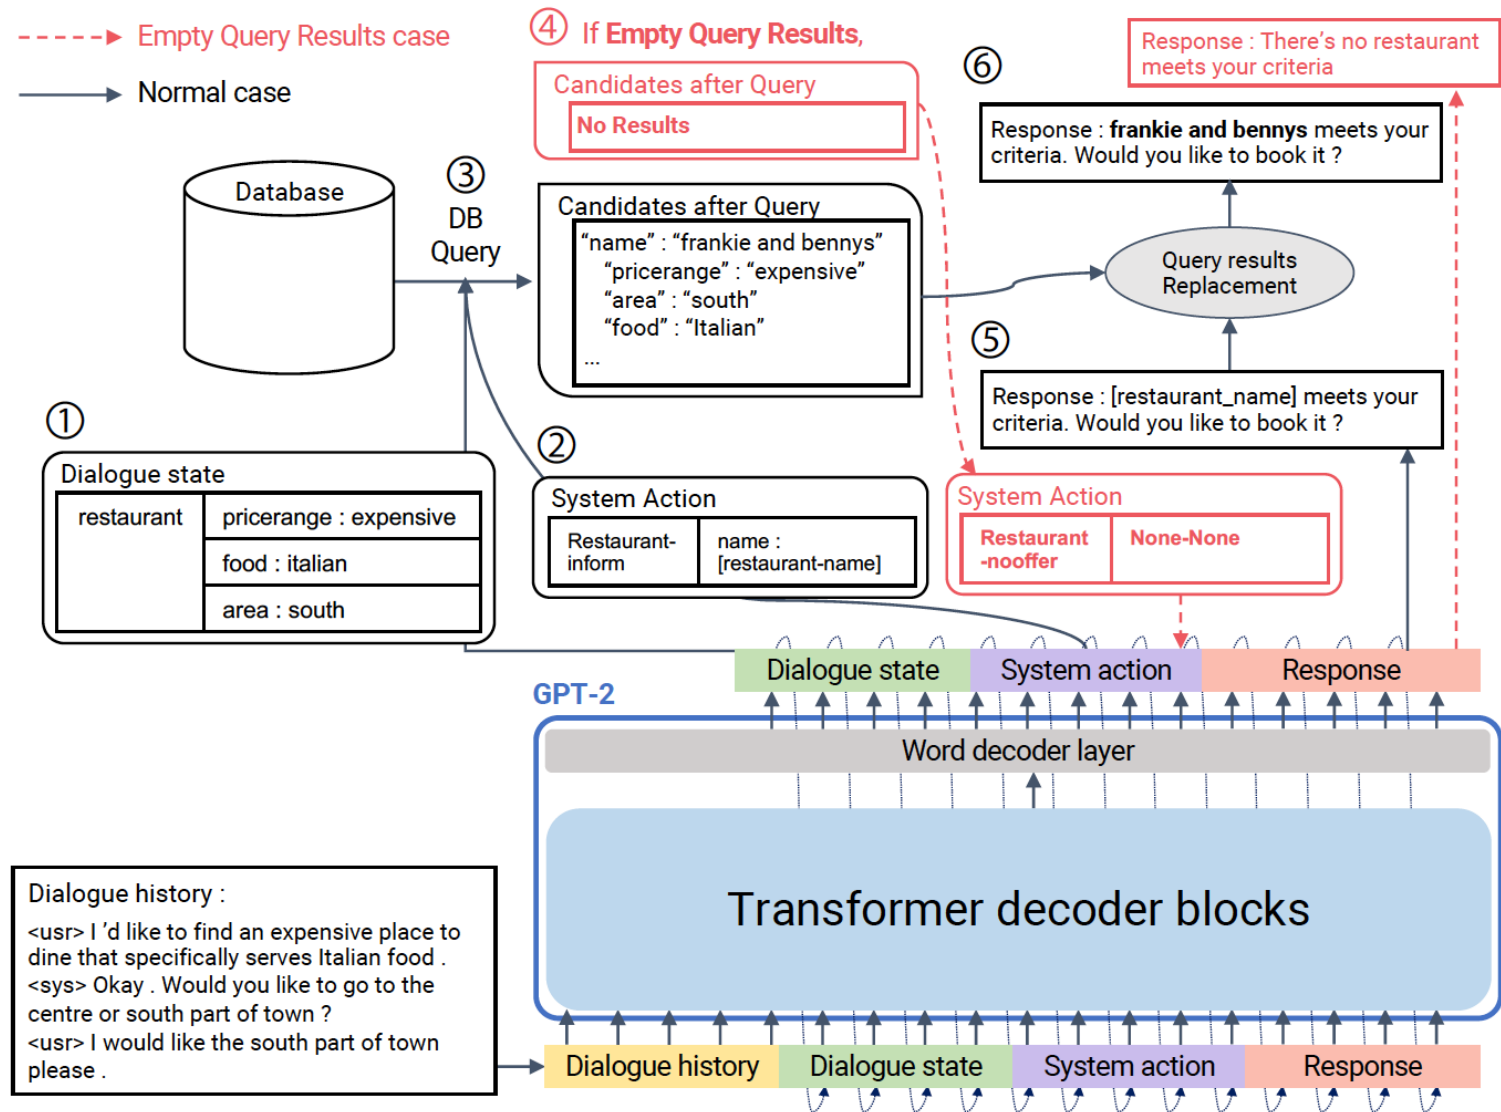 Empty Query Results case
Normal case
④ If Empty Query Results,
Candidates after Query
No Results
⑥
Response : There’s no restaurant
meets your criteria
Response : frankie and bennys meets your
criteria. Would you like to book it ?
Database
③
DB
Query
Candidates after Query
“name” : “frankie and bennys”
“pricerange” : “expensive”
“area” : “south”
“food” : “Italian”
...
Query results
Replacement
⑤
Response : [restaurant_name] meets your
criteria. Would you like to book it ?
①
Dialogue state
restaurant
pricerange : expensive
food : italian
area : south
②
System Action
Restaurant-
inform
name :
[restaurant-name]
System Action
Restaurant
-nooffer
None-None
Dialogue state
System action
Response
GPT-2
Word decoder layer
Transformer decoder blocks
Dialogue history :
<usr> I ’d like to find an expensive place to
dine that specifically serves Italian food .
<sys> Okay . Would you like to go to the
centre or south part of town ?
<usr> I would like the south part of town
please .
Dialogue history
Dialogue state
System action
Response